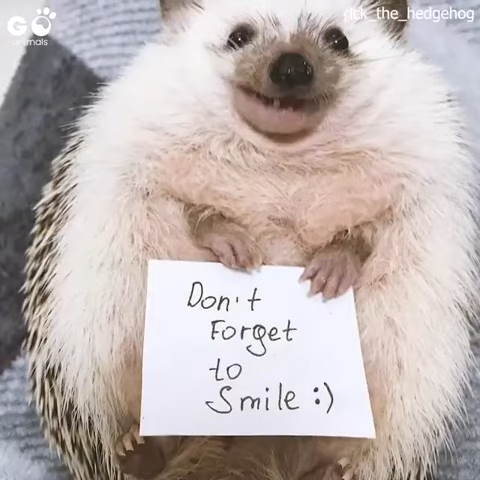 GO
animals
rick_the_hedgehog
Don't
Forget
to
Smile :)